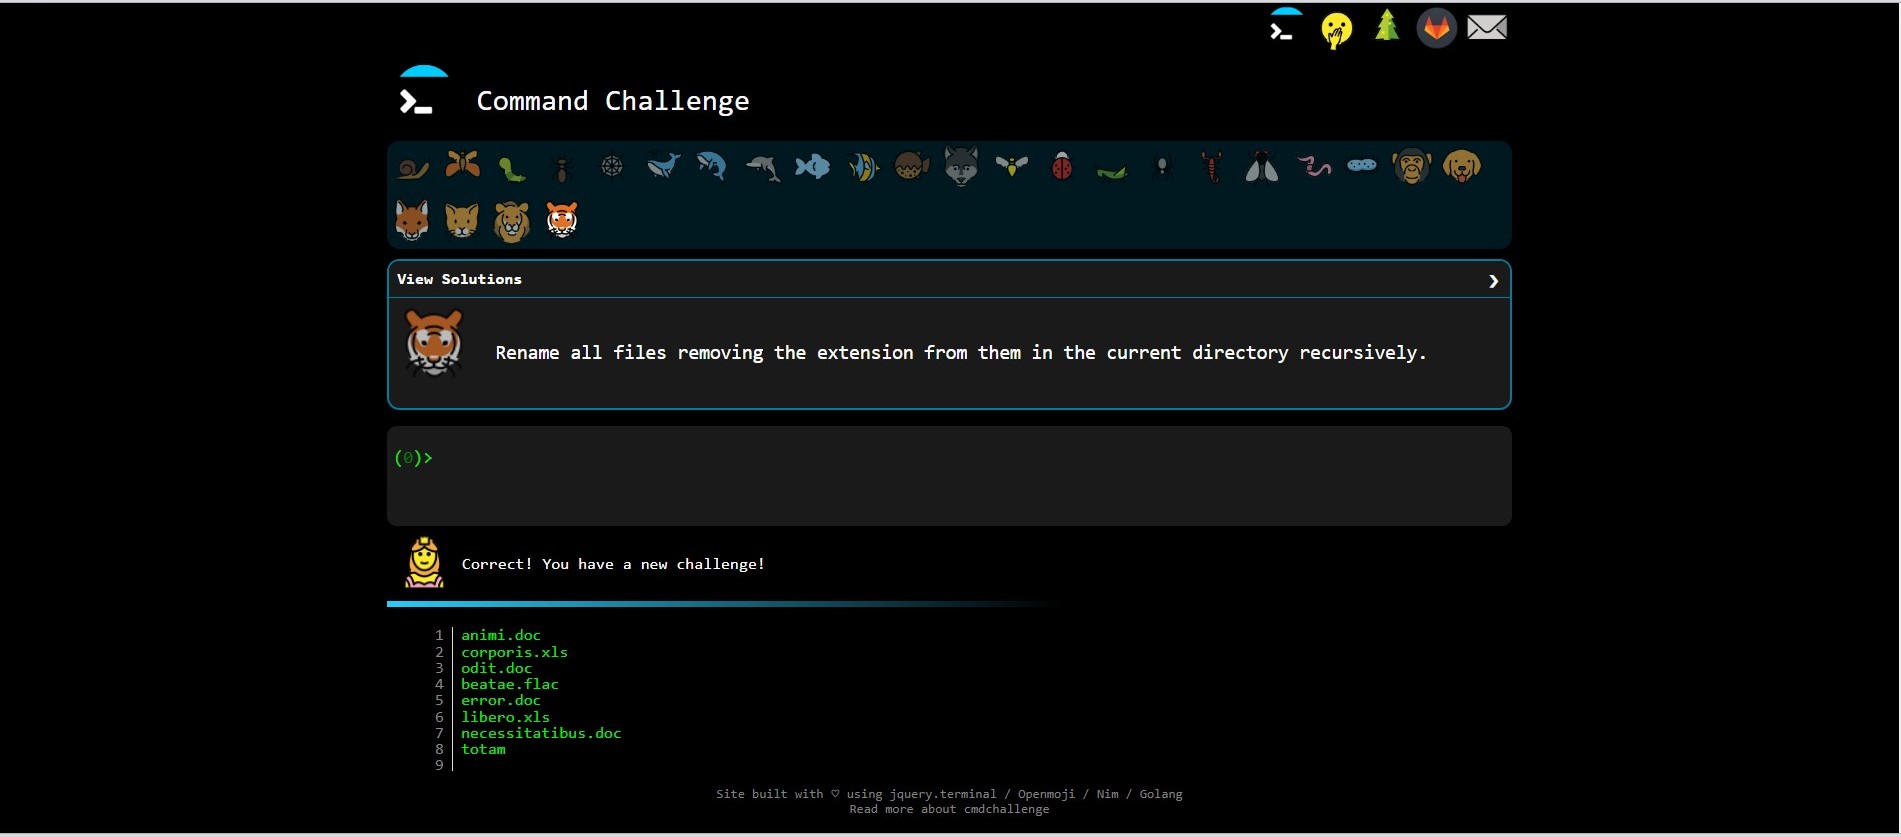 Command Challenge
View Solutions
Rename all files removing the extension from them in the current directory recursively.
(0)>
Correct! You have a new challenge!
1 animi.doc
2 corporis.xls
3 odit.doc
4 beatae.flac
5 error.doc
6 libero.xls
7 necessitatibus.doc
8 totam
9
Site built with ♡ using jquery.terminal / Openmoji / Nim / Golang
Read more about cmdchallenge